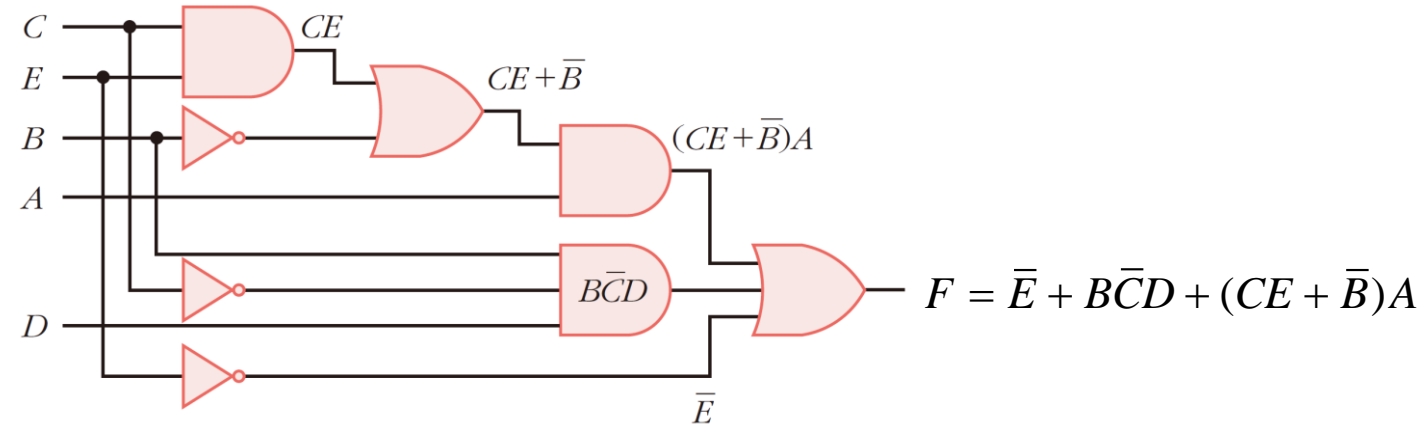 C
CE
E
CE + B̅
B
(CE + B̅)A
A
BC̅D
F = E̅ + BC̅D + (CE + B̅)A
D
E̅